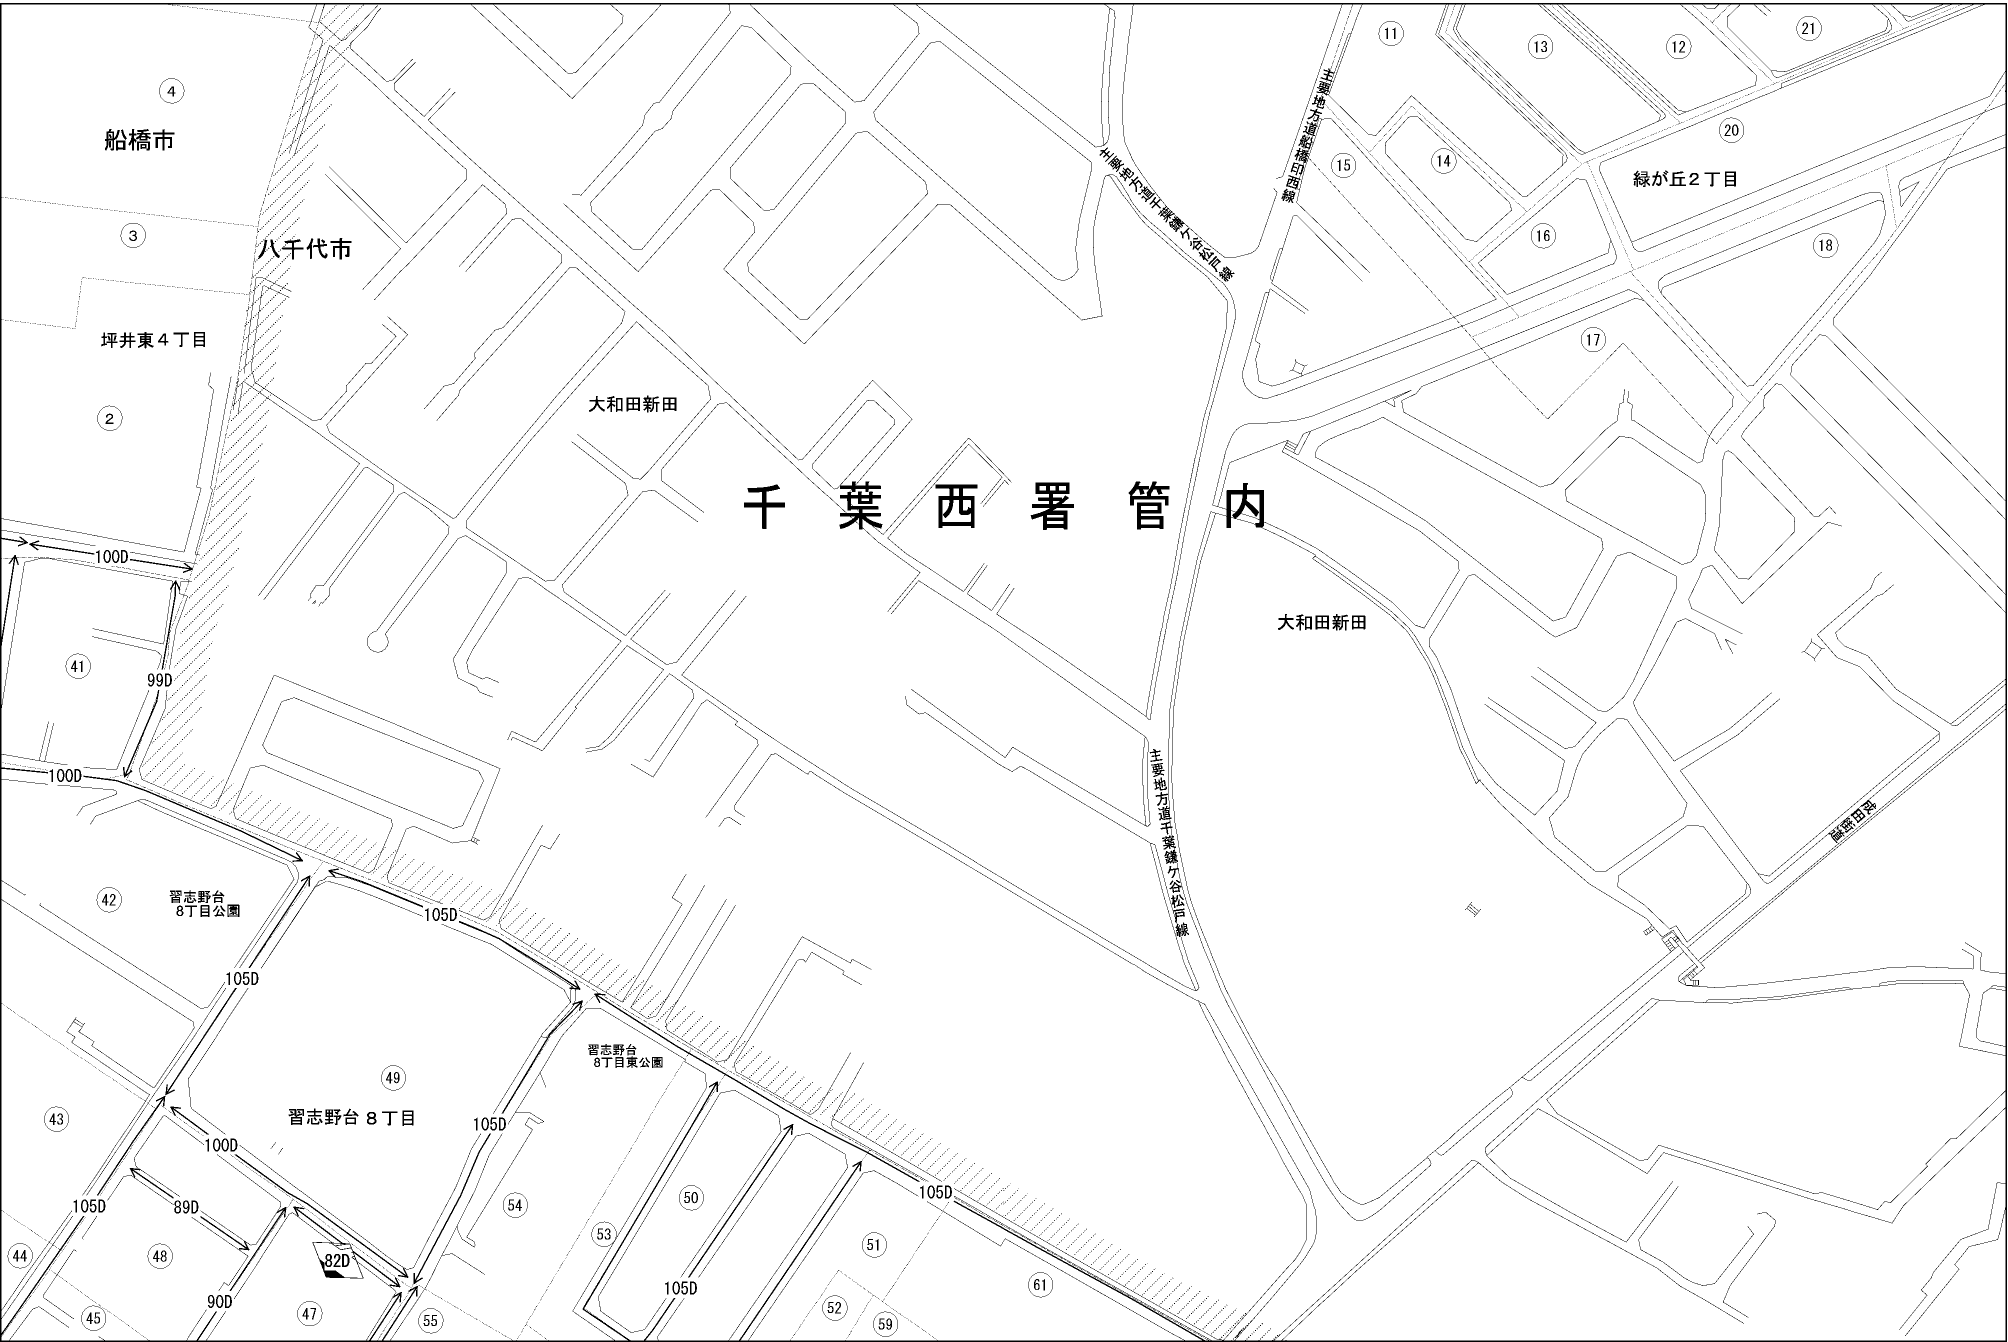 ④
船橋市
③
八千代市
坪井東４丁目
②
大和田新田
千葉西署管内
大和田新田
主要地方道千葉鎌ケ谷松戸線
主要地方道船橋印西線
⑪
⑬
⑫
㉑
⑳
⑮
⑭
緑が丘２丁目
⑯
⑱
⑰
主要地方道千葉鎌ケ谷松戸線
成田街道
100D
㊶
99D
100D
㊷
習志野台
8丁目公園
105D
105D
㊾
習志野台８丁目
習志野台
8丁目東公園
㊸
100D
105D
105D
89D
㊹
㊽
82D
90D
㊺
㊼
54
53
㊿
105D
105D
51
52
59
61
55